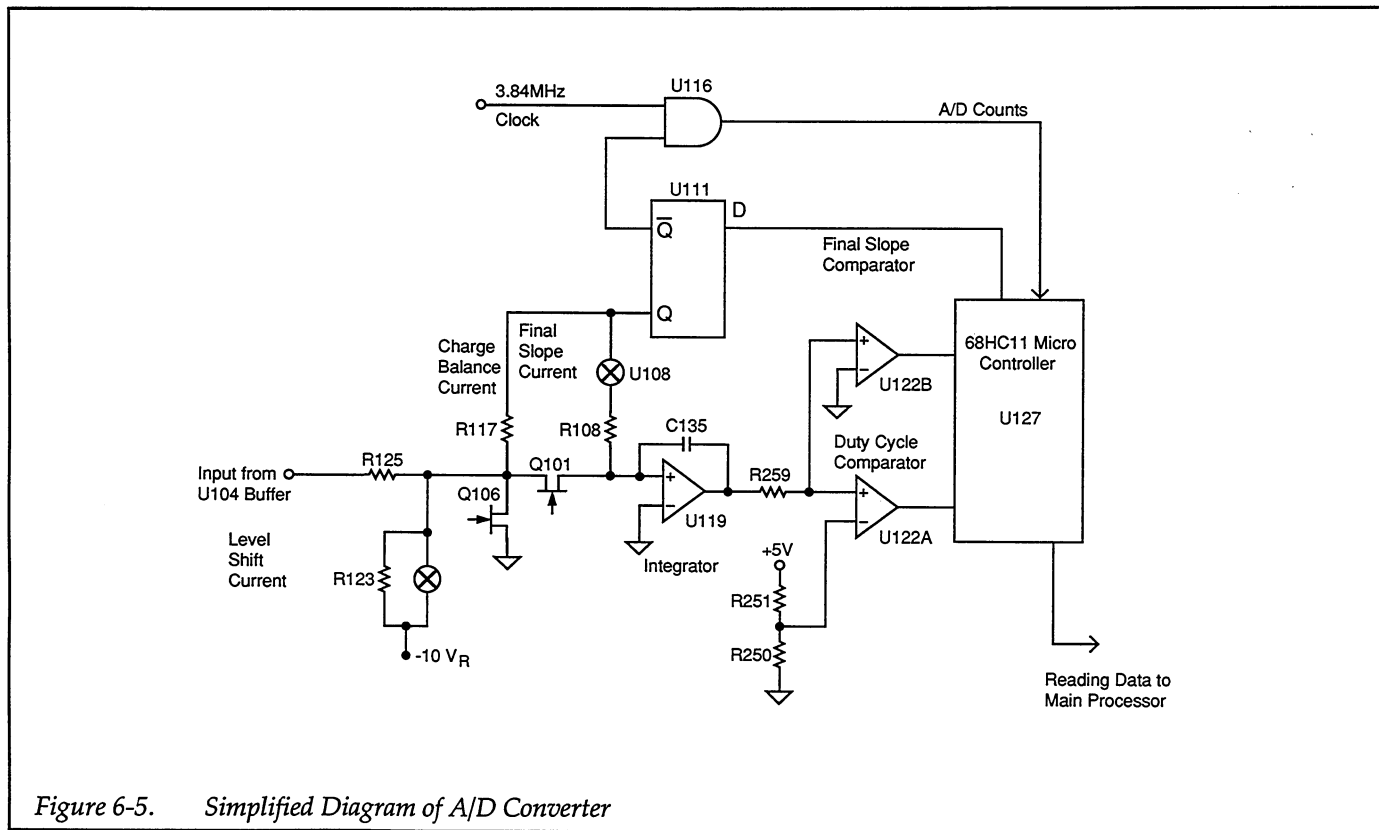 3.84MHz
Clock
U116
A/D Counts
U111
D
Q̅
Q
Final Slope
Comparator
Charge
Balance
Current
Final
Slope
Current
U108
R117
R108
C135
68HC11 Micro
Controller
U127
+
−
U122B
Input from
U104 Buffer
R125
Q101
Q106
+
−
U119
Integrator
R259
Duty Cycle
Comparator
+
−
U122A
Level
Shift
Current
R123
-10 VR
+5V
R251
R250
Reading Data to
Main Processor
Figure 6-5. Simplified Diagram of A/D Converter